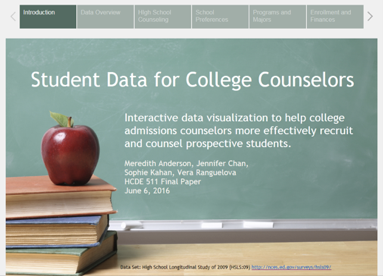 Introduction
Data Overview
High School
Counseling
School
Preferences
Programs and
Majors
Enrollment and
Finances
Student Data for College Counselors
Interactive data visualization to help college
admissions counselors more effectively recruit
and counsel prospective students.
Meredith Anderson, Jennifer Chan,
Sophie Kahan, Vera Ranguelova
HCDE 511 Final Paper
June 6, 2016
Data Set: High School Longitudinal Study of 2009 (HSLS:09)